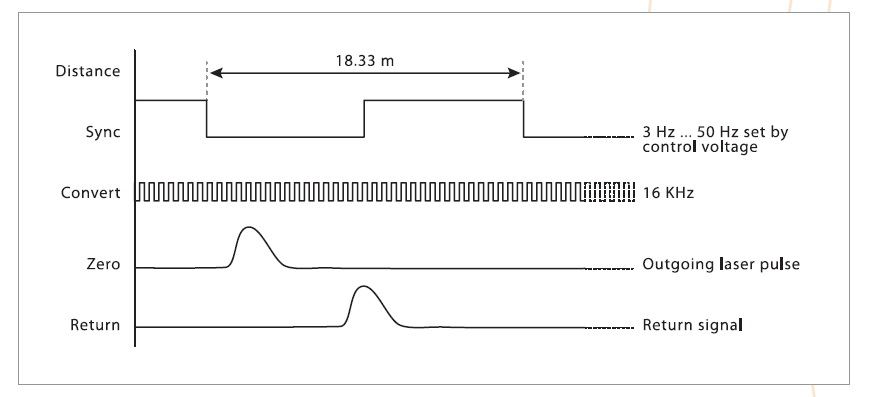 18.33 m
Distance
Sync
3 Hz ... 50 Hz set by
control voltage
Convert
16 KHz
Zero
Outgoing laser pulse
Return
Return signal